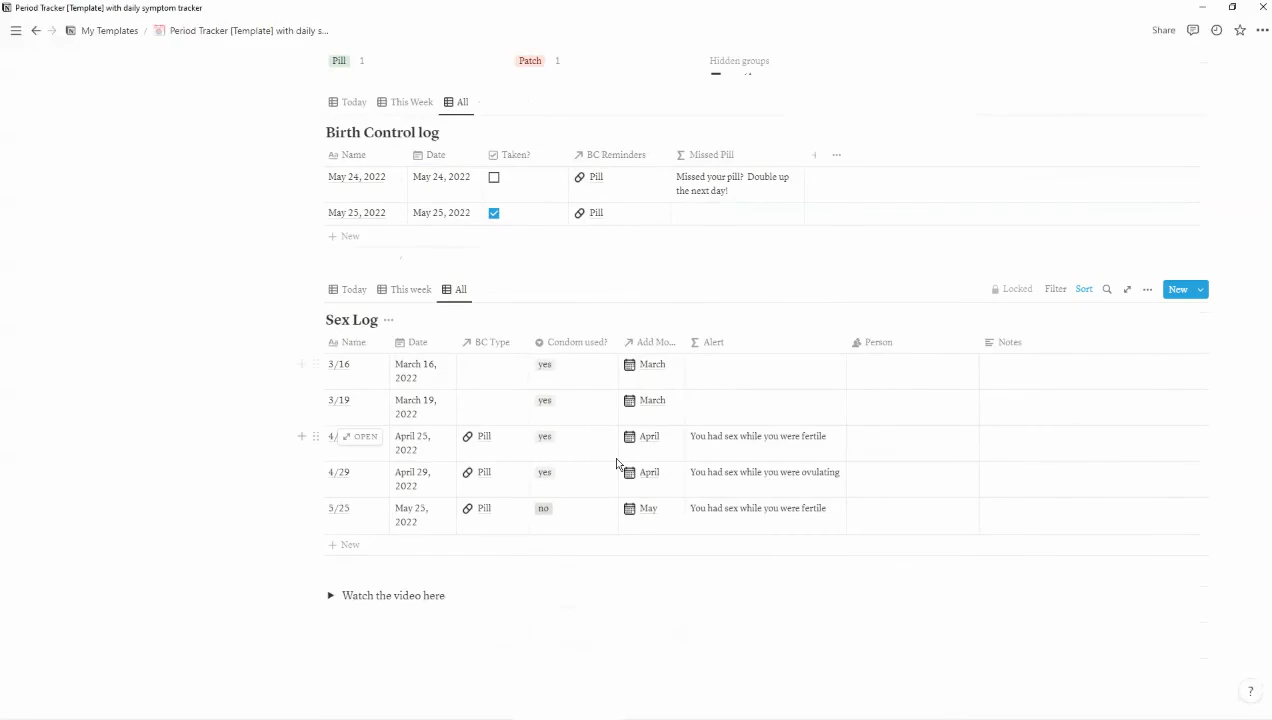 Period Tracker [Template] with daily symptom tracker
My Templates / Period Tracker [Template] with daily s...
Share
Pill 1 Patch 1 Hidden groups
Today This Week All
Birth Control log
Aa Name Date Taken? BC Reminders Missed Pill
May 24, 2022 May 24, 2022 Pill Missed your pill? Double up
the next day!
May 25, 2022 May 25, 2022 Pill
+ New
Today This week All Locked Filter Sort New
Sex Log
Aa Name Date BC Type Condom used? Add Mo... Alert Person Notes
3/16 March 16, yes March
2022
3/19 March 19, yes March
2022
4/ OPEN April 25, Pill yes April You had sex while you were fertile
2022
4/29 April 29, Pill yes April You had sex while you were ovulating
2022
5/25 May 25, Pill no May You had sex while you were fertile
2022
+ New
Watch the video here
?